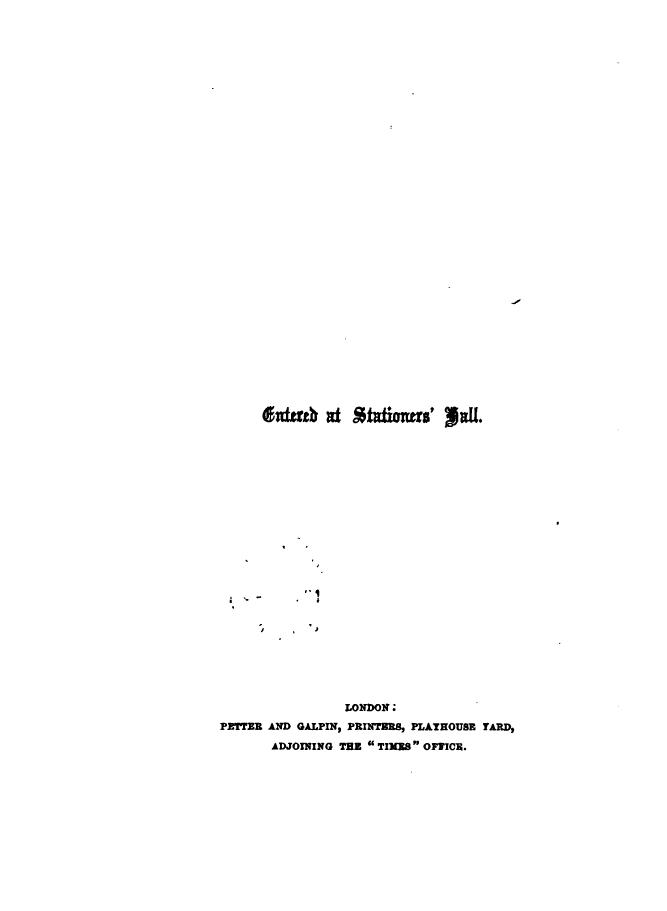 Entered at Stationers' Hall.
LONDON:
PETTER AND GALPIN, PRINTERS, PLAYHOUSE YARD,
ADJOINING THE “TIMES” OFFICE.